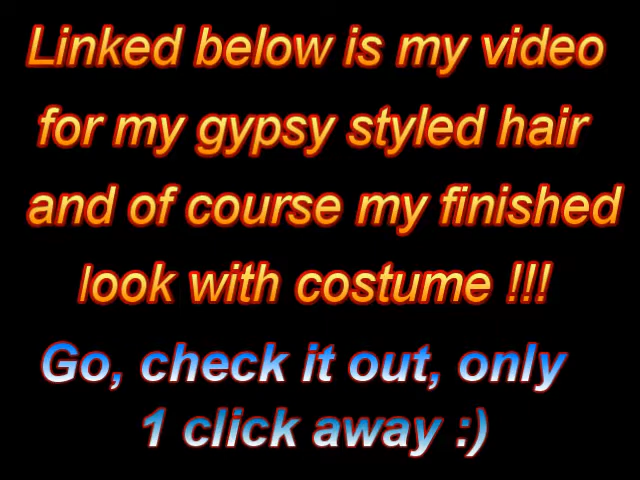 Linked below is my video
for my gypsy styled hair
and of course my finished
look with costume !!!
Go, check it out, only
1 click away :)